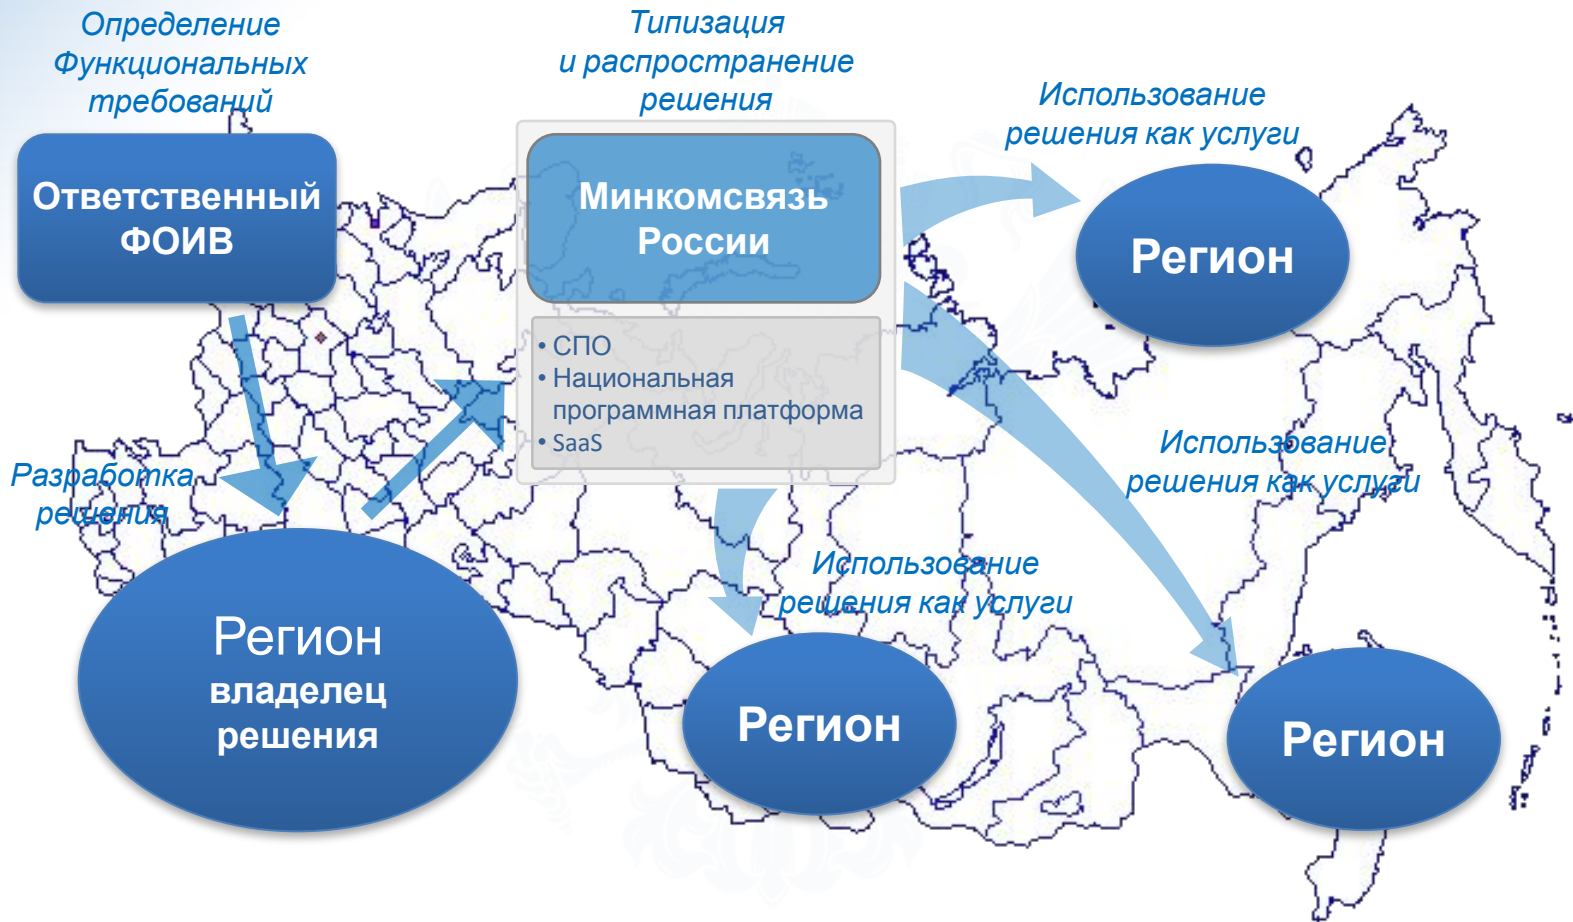 Определение
Функциональных
требований
Ответственный
ФОИВ
Типизация
и распространение
решения
Минкомсвязь
России
• СПО
• Национальная
программная платформа
• SaaS
Использование
решения как услуги
Регион
Разработка
решения
Регион
владелец
решения
Использование
решения как услуги
Регион
Использование
решения как услуги
Регион